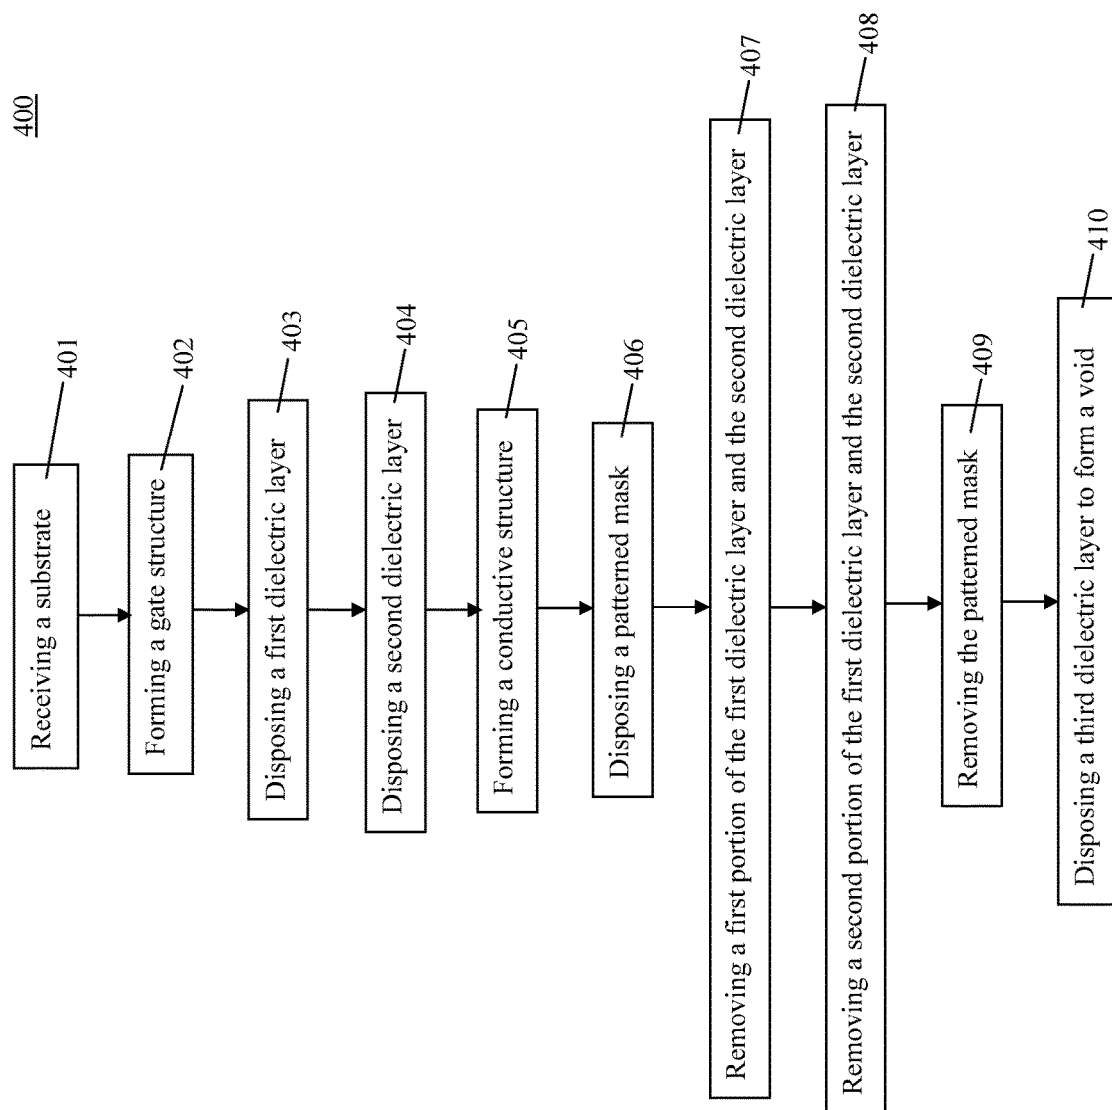 400
Receiving a substrate
401
Forming a gate structure
402
Disposing a first dielectric layer
403
Disposing a second dielectric layer
404
Forming a conductive structure
405
Disposing a patterned mask
406
Removing a first portion of the first dielectric layer and the second dielectric layer
407
Removing a second portion of the first dielectric layer and the second dielectric layer
408
Removing the patterned mask
409
Disposing a third dielectric layer to form a void
410